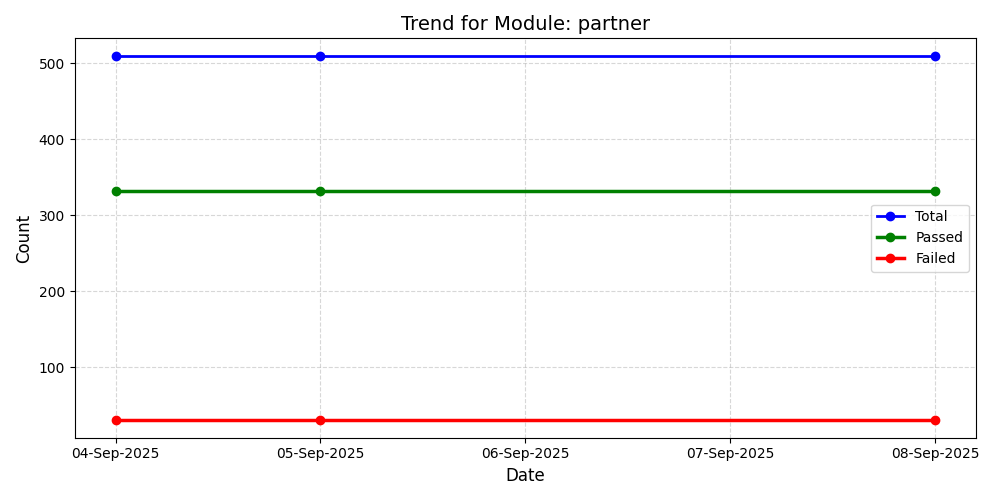 Trend for Module: partner
500
400
300
200
100
Count
Total
Passed
Failed
04-Sep-2025
05-Sep-2025
06-Sep-2025
07-Sep-2025
08-Sep-2025
Date